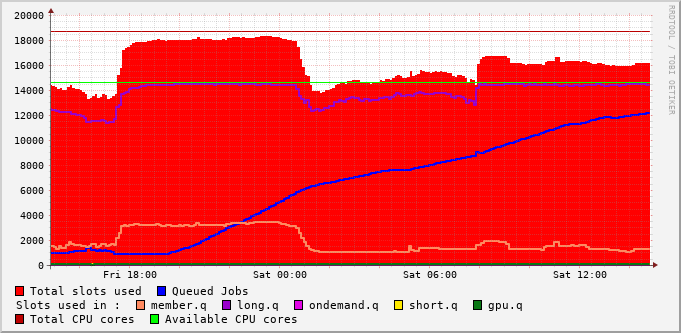 20000
18000
16000
14000
12000
10000
8000
6000
4000
2000
0
Fri 18:00 Sat 00:00 Sat 06:00 Sat 12:00
RRDTOOL / TOBI OETIKER
Total slots used Queued Jobs
Slots used in : member.q long.q ondemand.q short.q gpu.q
Total CPU cores Available CPU cores